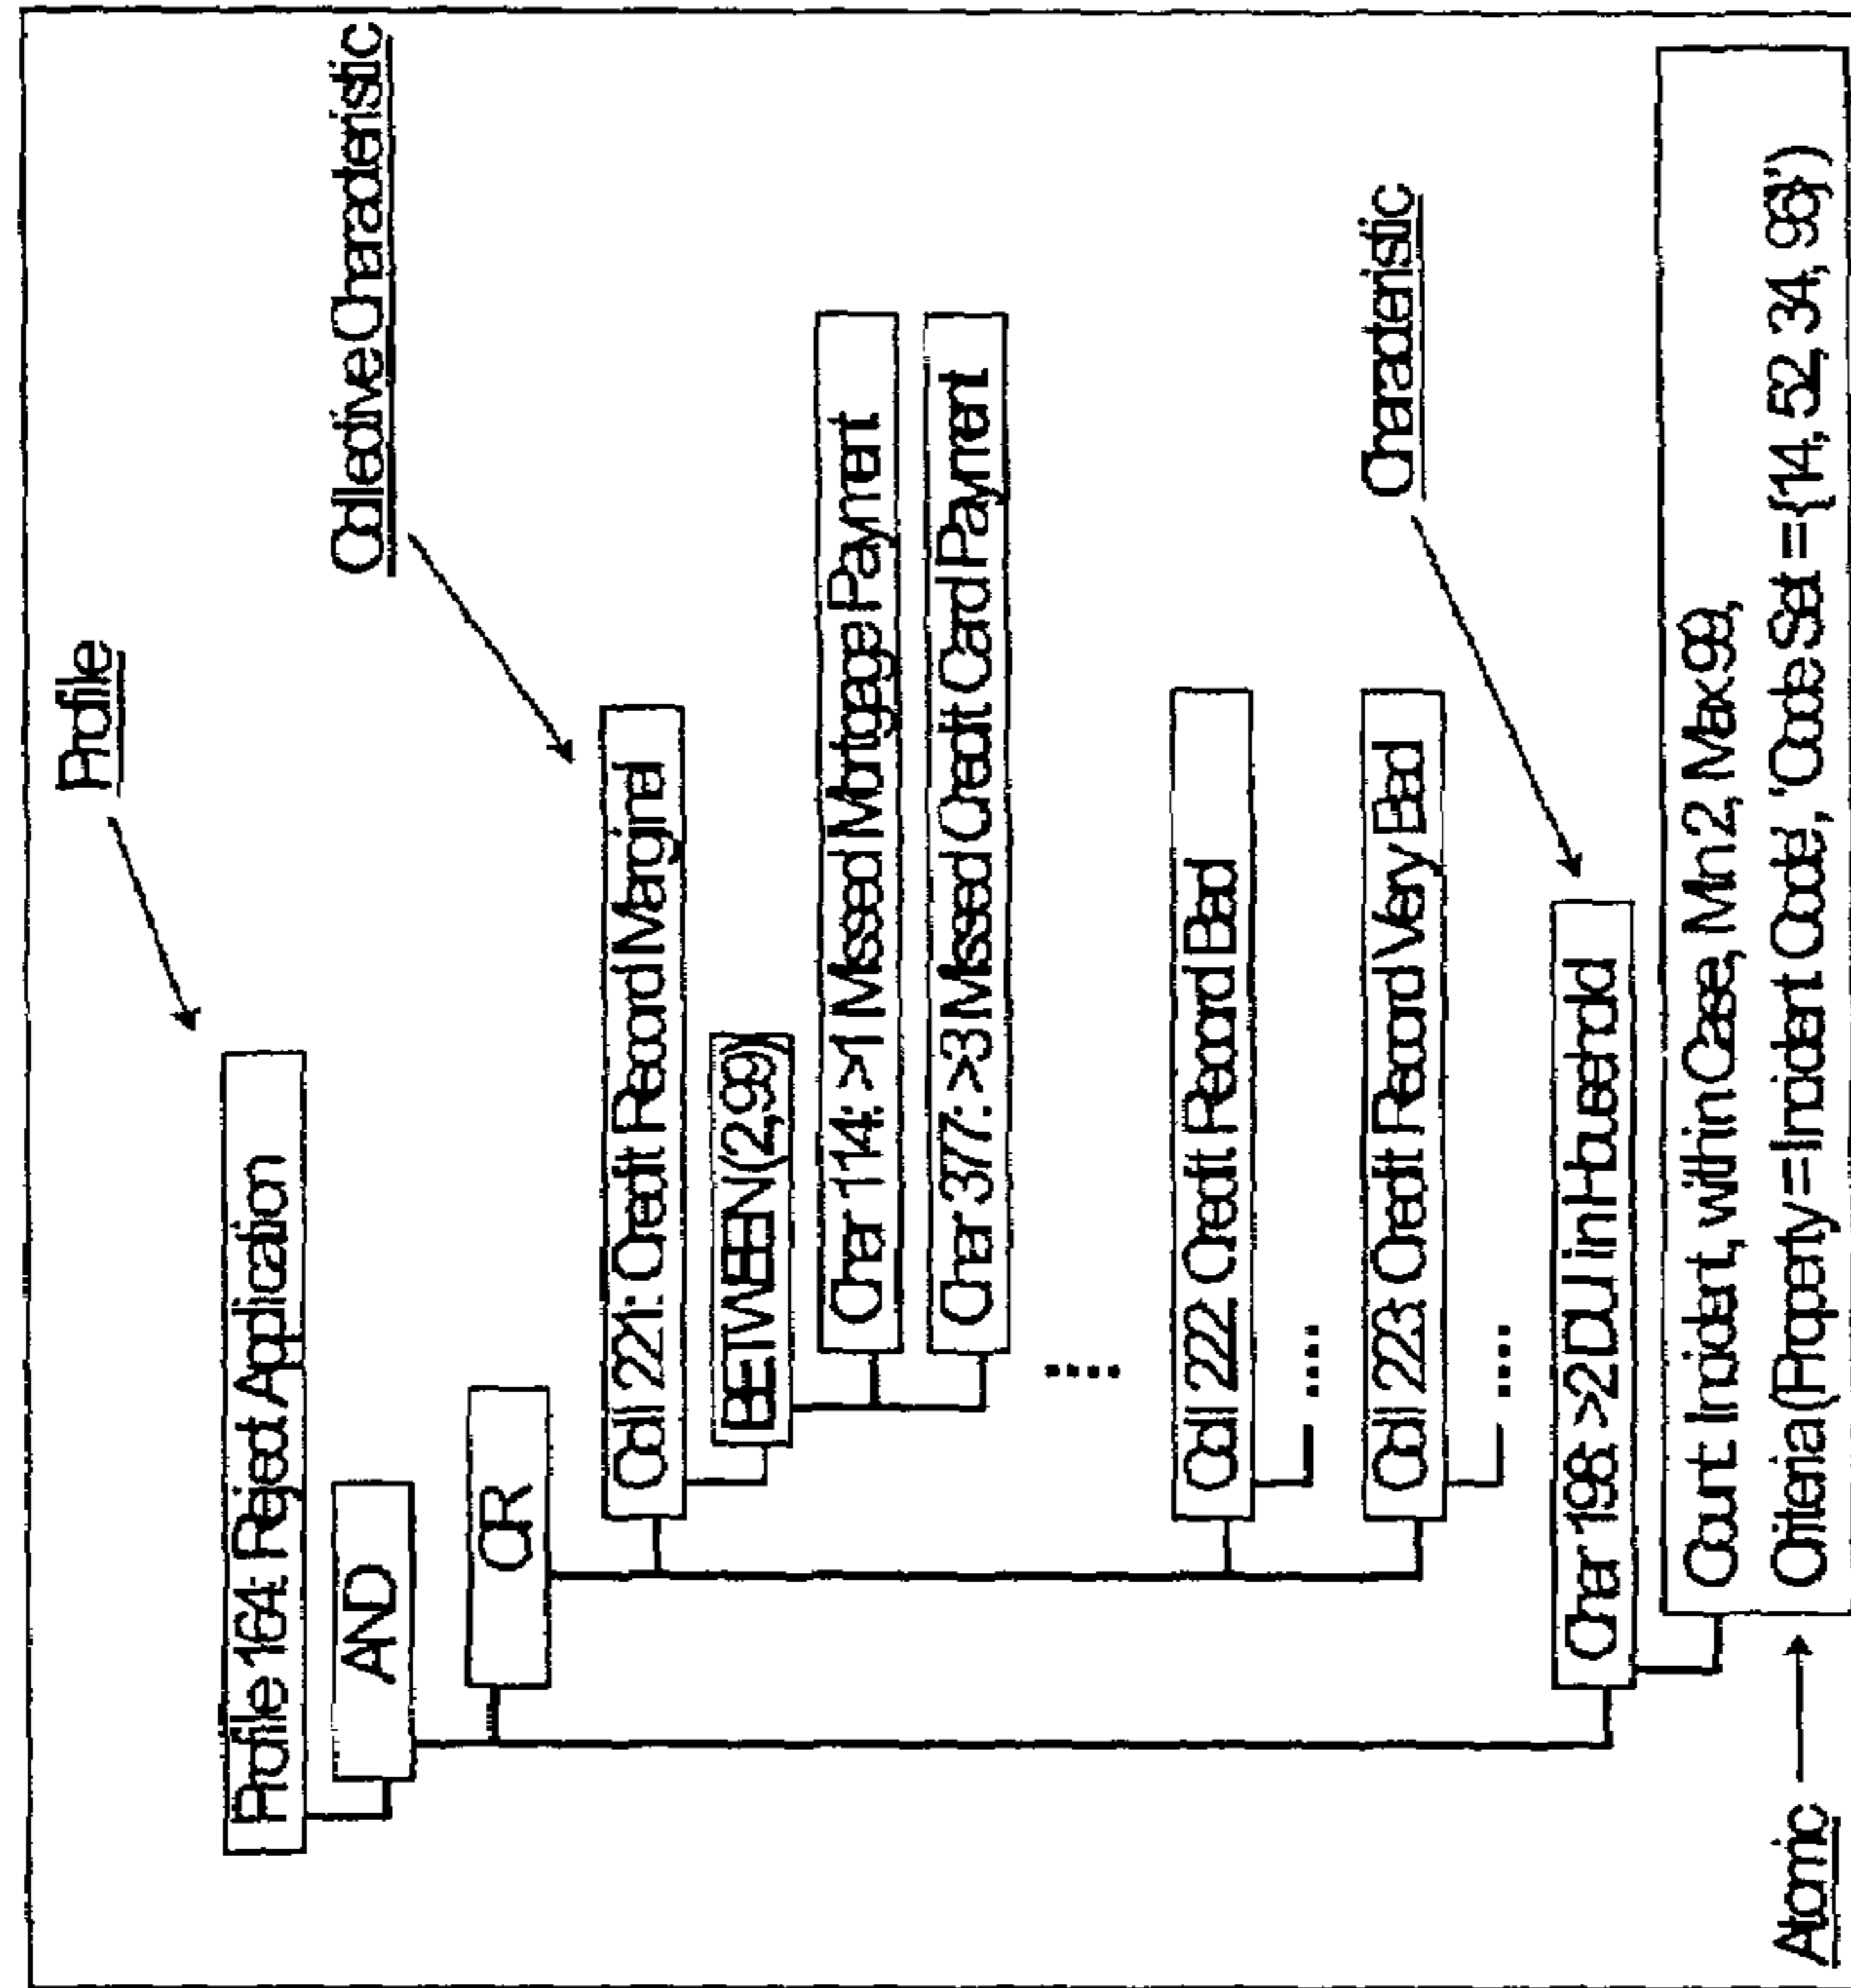 Profile
Profile 164: Reject Application
AND
Collective Characteristic
OR
Coll 221: Credit Record Marginal
BETWEEN(2,99)
Char 114: >1 Missed Mortgage Payment
Char 377: >3 Missed Credit Card Payment
....
Coll 222: Credit Record Bad
....
Coll 223: Credit Record Very Bad
....
Characteristic
Char 198: >2 DUI in Household
Count Incident, within Case, Min 2, Max 99,
Criteria (Property=Incident Code', 'Code Set = {14, 52, 34, 98}')
Atomic